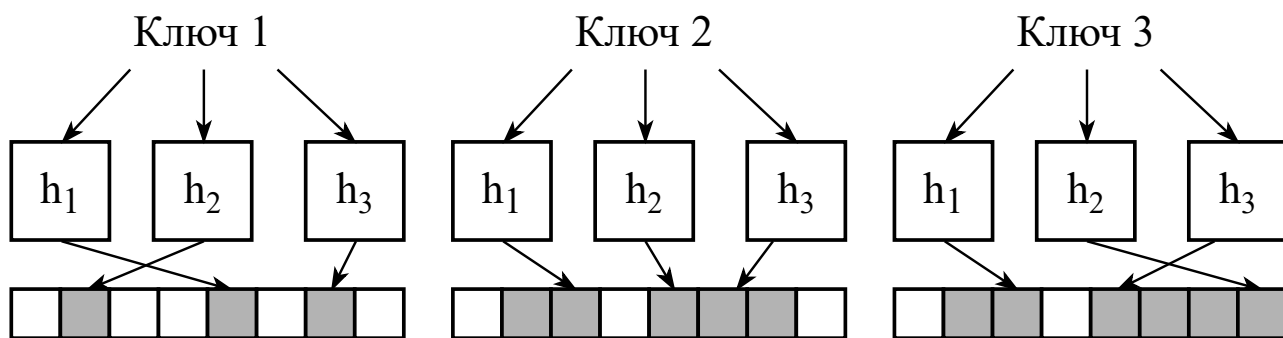 Ключ 1 Ключ 2 Ключ 3
h₁ h₂ h₃ h₁ h₂ h₃ h₁ h₂ h₃